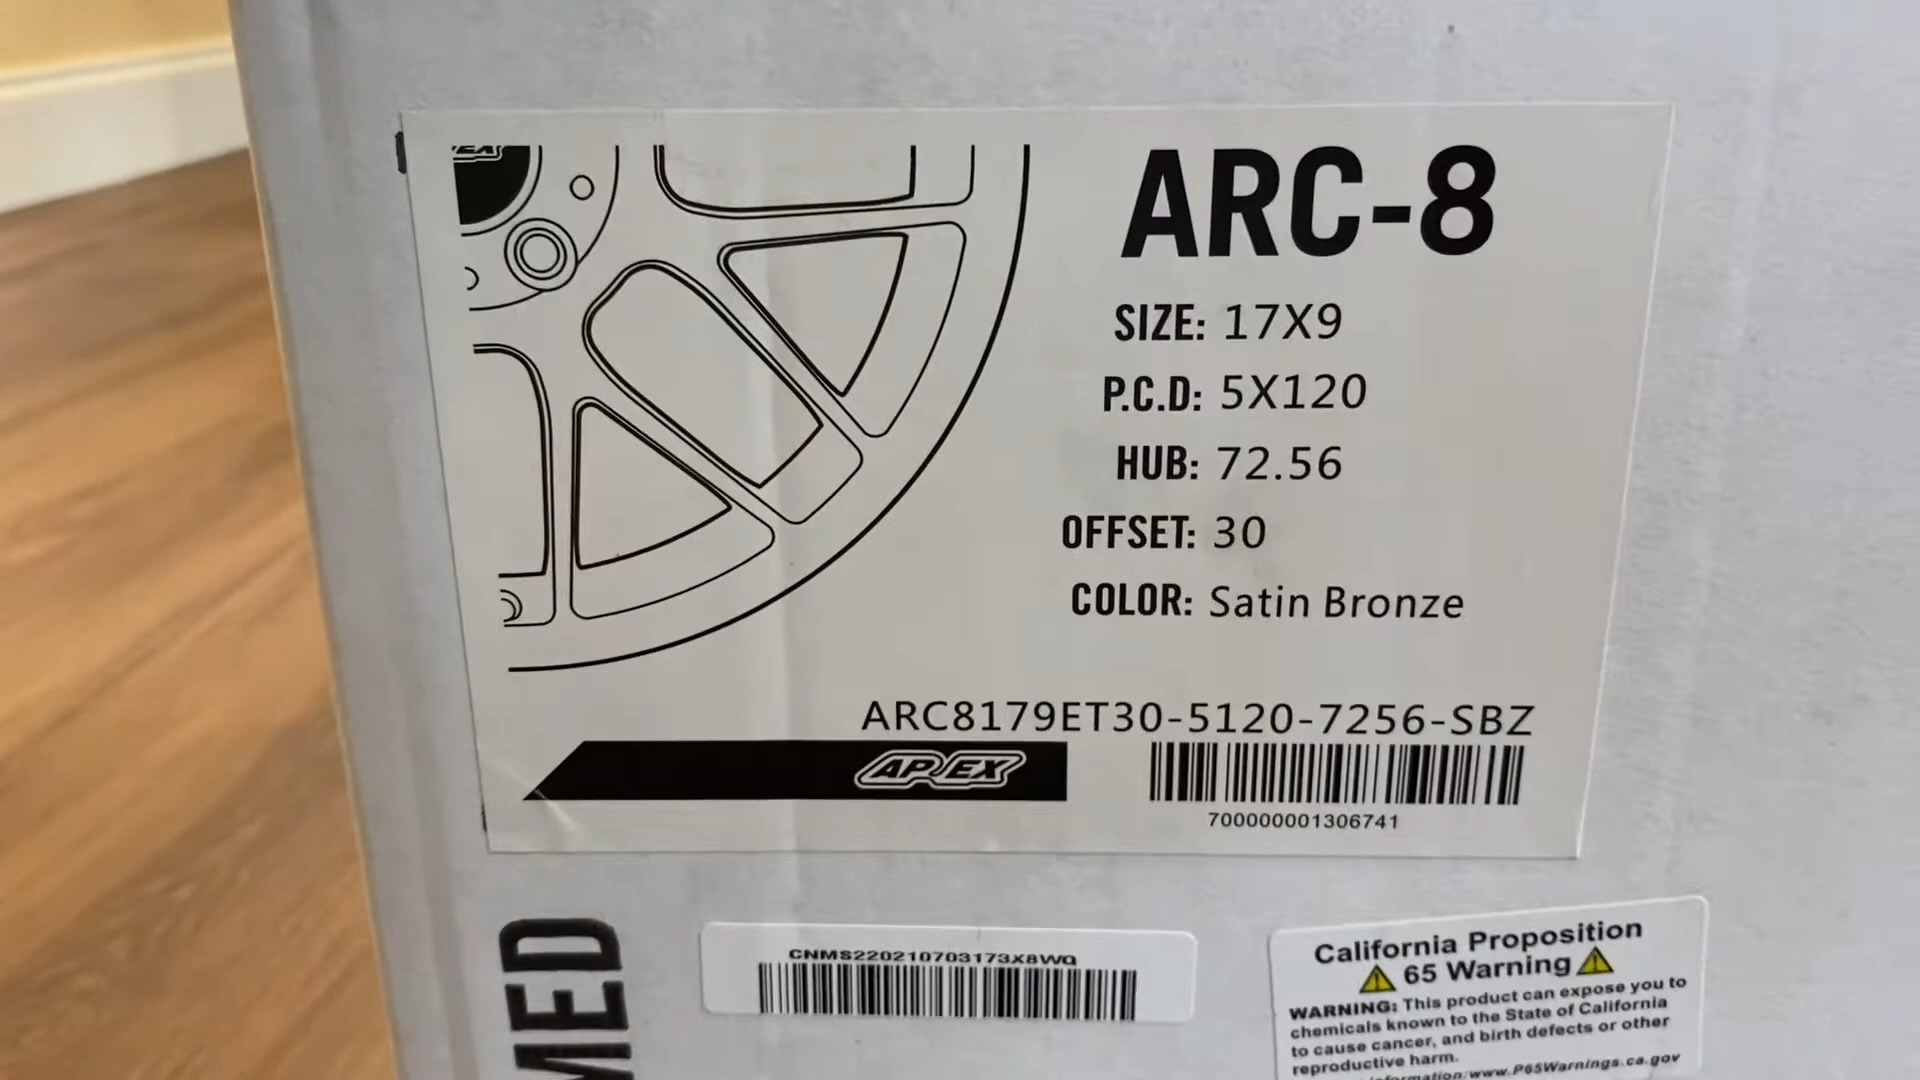 ARC-8
SIZE: 17X9
P.C.D: 5X120
HUB: 72.56
OFFSET: 30
COLOR: Satin Bronze
ARC8179ET30-5120-7256-SBZ
APEX
700000001306741
MED
CNMS220210703173X8WQ
California Proposition
65 Warning
WARNING: This product can expose you to
chemicals known to the State of California
to cause cancer, and birth defects or other
reproductive harm.
www.P65Warnings.ca.gov